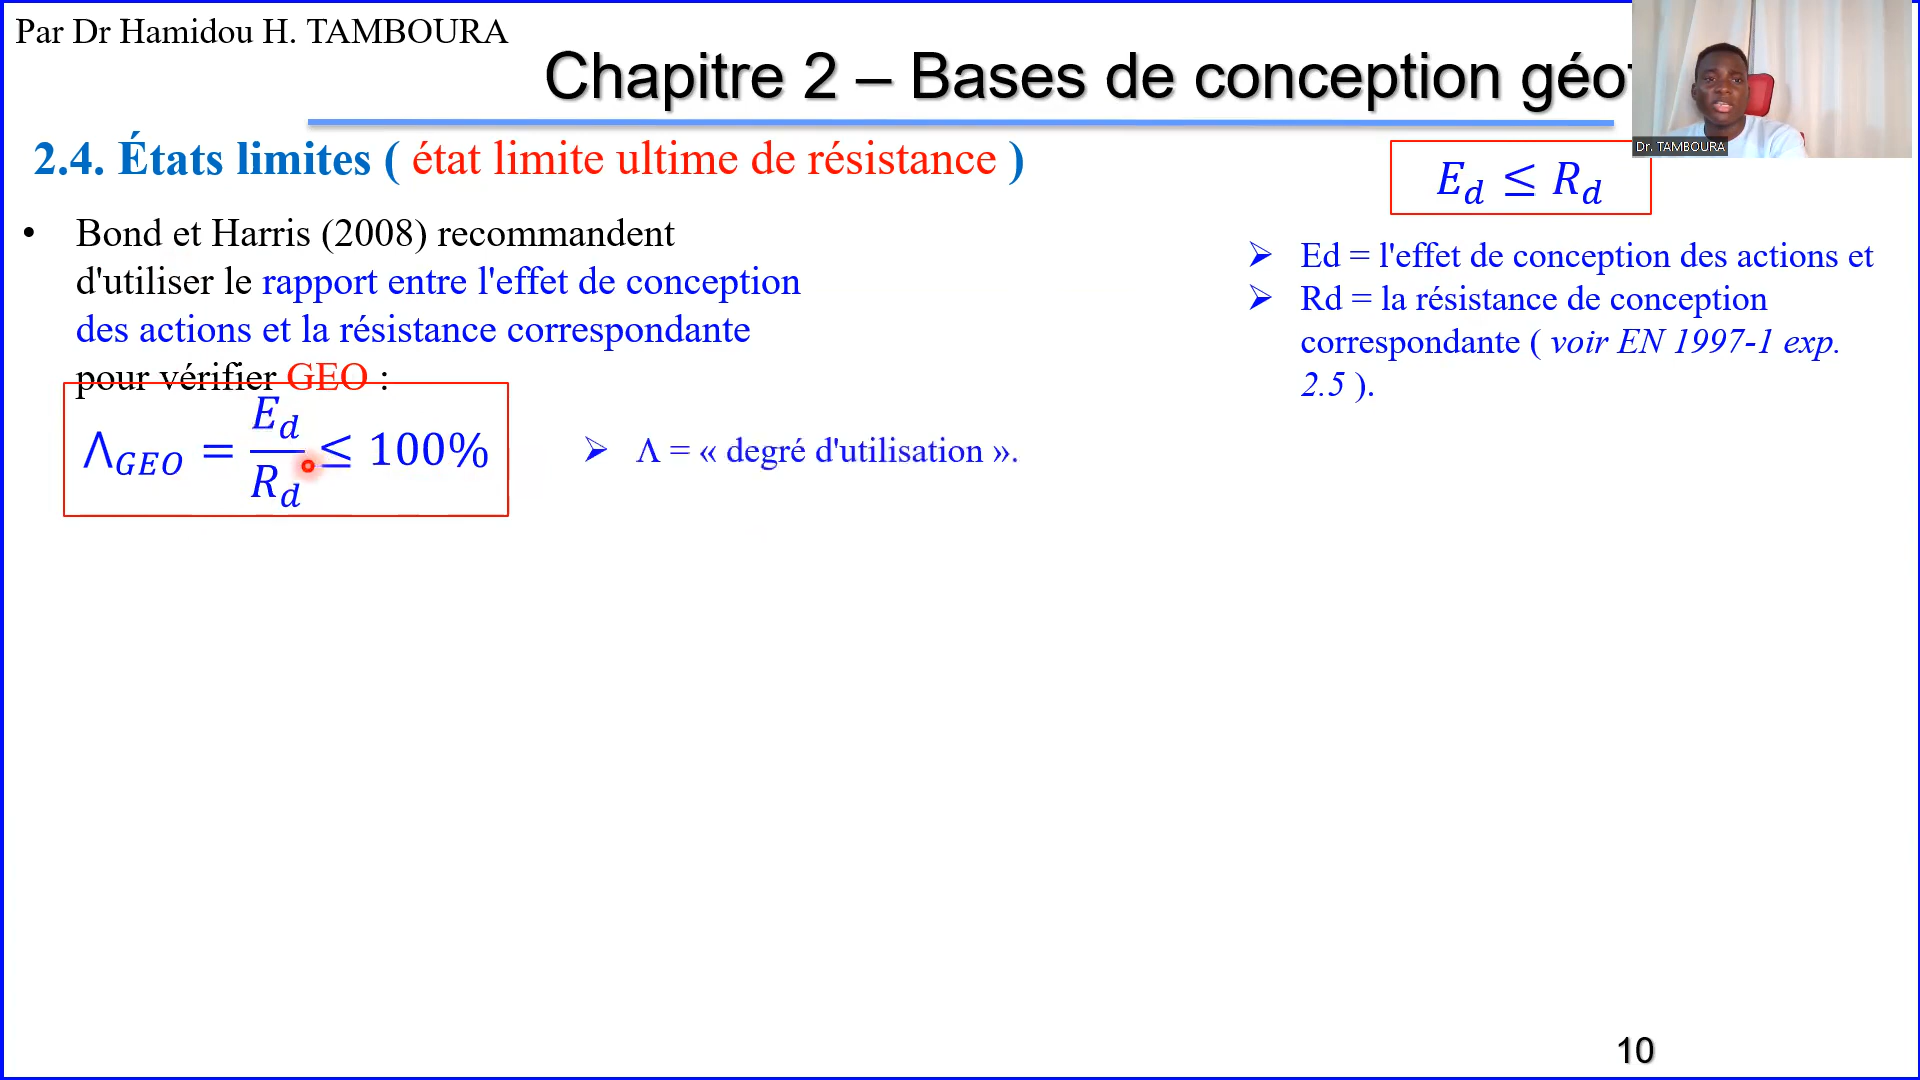 Par Dr Hamidou H. TAMBOURA
Chapitre 2 – Bases de conception géot
2.4. États limites ( état limite ultime de résistance )
E_d ≤ R_d
Dr. TAMBOURA
• Bond et Harris (2008) recommandent
d'utiliser le rapport entre l'effet de conception
des actions et la résistance correspondante
pour vérifier GEO :
➢ Ed = l'effet de conception des actions et
➢ Rd = la résistance de conception
correspondante ( voir EN 1997-1 exp.
2.5 ).
Λ_GEO = E_d / R_d ≤ 100%
➢ Λ = « degré d'utilisation ».
10